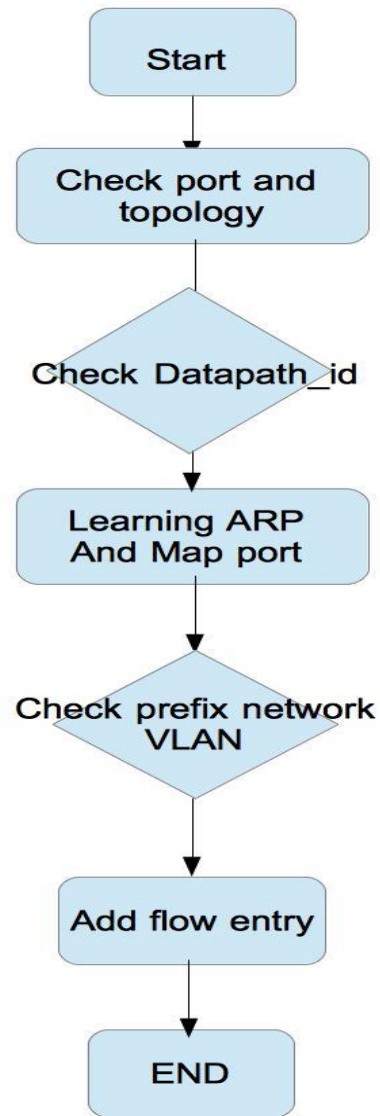 Start
Check port and
topology
Check Datapath_id
Learning ARP
And Map port
Check prefix network
VLAN
Add flow entry
END